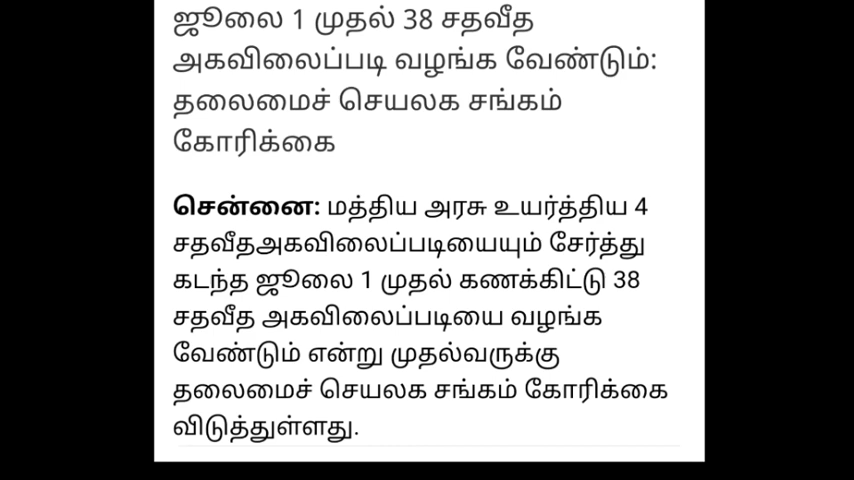 ஜூலை 1 முதல் 38 சதவீத
அகவிலைப்படி வழங்க வேண்டும்:
தலைமைச் செயலக சங்கம்
கோரிக்கை
சென்னை: மத்திய அரசு உயர்த்திய 4
சதவீதஅகவிலைப்படியையும் சேர்த்து
கடந்த ஜூலை 1 முதல் கணக்கிட்டு 38
சதவீத அகவிலைப்படியை வழங்க
வேண்டும் என்று முதல்வருக்கு
தலைமைச் செயலக சங்கம் கோரிக்கை
விடுத்துள்ளது.